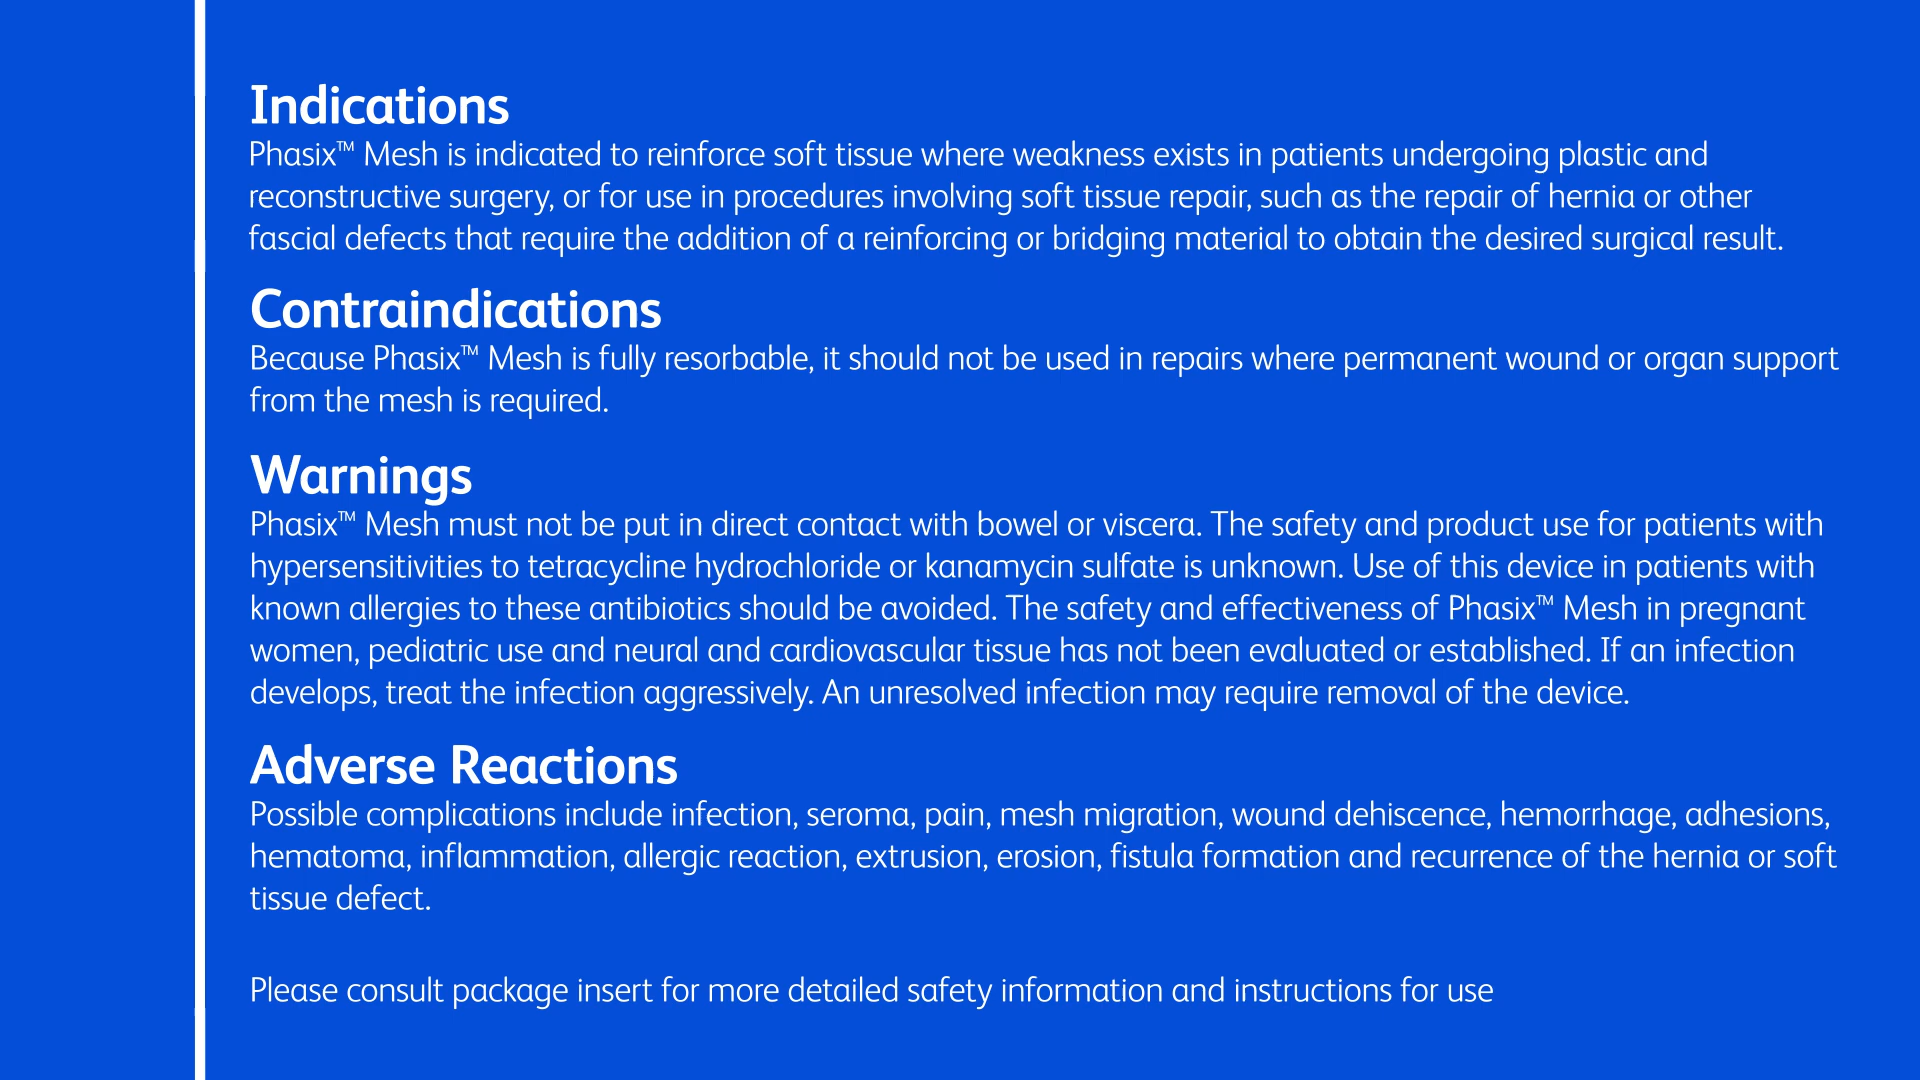 Indications
Phasix™ Mesh is indicated to reinforce soft tissue where weakness exists in patients undergoing plastic and
reconstructive surgery, or for use in procedures involving soft tissue repair, such as the repair of hernia or other
fascial defects that require the addition of a reinforcing or bridging material to obtain the desired surgical result.
Contraindications
Because Phasix™ Mesh is fully resorbable, it should not be used in repairs where permanent wound or organ support
from the mesh is required.
Warnings
Phasix™ Mesh must not be put in direct contact with bowel or viscera. The safety and product use for patients with
hypersensitivities to tetracycline hydrochloride or kanamycin sulfate is unknown. Use of this device in patients with
known allergies to these antibiotics should be avoided. The safety and effectiveness of Phasix™ Mesh in pregnant
women, pediatric use and neural and cardiovascular tissue has not been evaluated or established. If an infection
develops, treat the infection aggressively. An unresolved infection may require removal of the device.
Adverse Reactions
Possible complications include infection, seroma, pain, mesh migration, wound dehiscence, hemorrhage, adhesions,
hematoma, inflammation, allergic reaction, extrusion, erosion, fistula formation and recurrence of the hernia or soft
tissue defect.
Please consult package insert for more detailed safety information and instructions for use